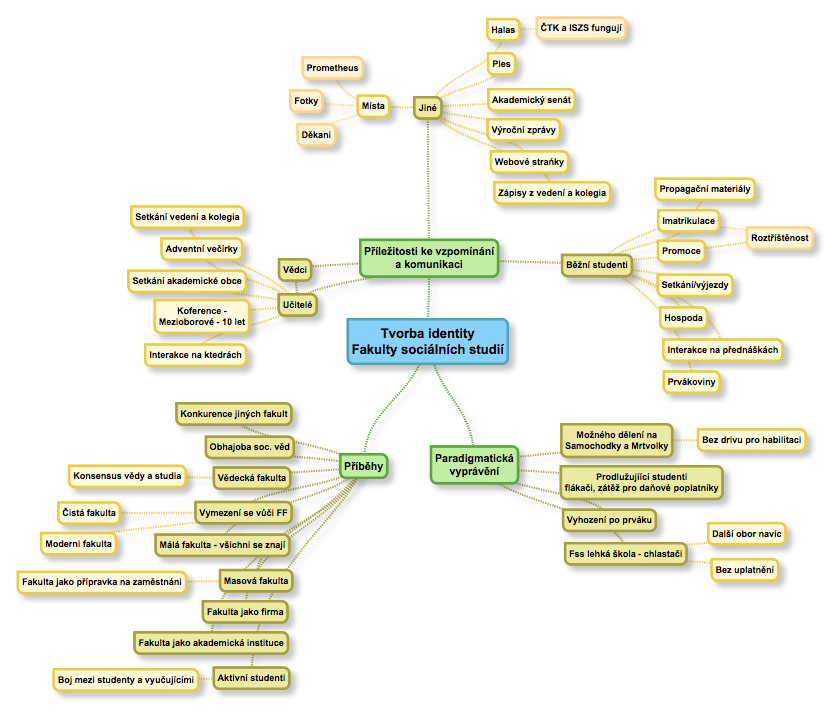 Halas
ČTK a ISZS fungují
Ples
Prometheus
Fotky
Místa
Jiné
Akademický senát
Děkani
Výroční zprávy
Webové straňky
Zápisy z vedení a kolegia
Propagační materiály
Setkání vedení a kolegia
Imatrikulace
Roztříštěnost
Adventní večírky
Příležitosti ke vzpomínání
a komunikaci
Promoce
Vědci
Běžní studenti
Setkání akademické obce
Setkání/výjezdy
Učitelé
Koference -
Mezioborové - 10 let
Hospoda
Tvorba identity
Fakulty sociálních studií
Interakce na ktedrách
Interakce na přednáškách
Prvákoviny
Konkurence jiných fakult
Obhajoba soc. věd
Příběhy
Konsensus vědy a studia
Vědecká fakulta
Čistá fakulta
Vymezení se vůči FF
Moderni fakulta
Málá fakulta - všichni se znají
Fakulta jako přípravka na zaměstnáni
Masová fakulta
Fakulta jako firma
Fakulta jako akademická instituce
Boj mezi studenty a vyučujícími
Aktivní studenti
Paradigmatická
vyprávění
Možného dělení na
Samochodky a Mrtvolky
Bez drivu pro habilitaci
Prodlužujíící studenti
flákači, zátěž pro daňové poplatníky
Vyhození po prváku
Fss lehká škola - chlastači
Další obor navíc
Bez uplatnění